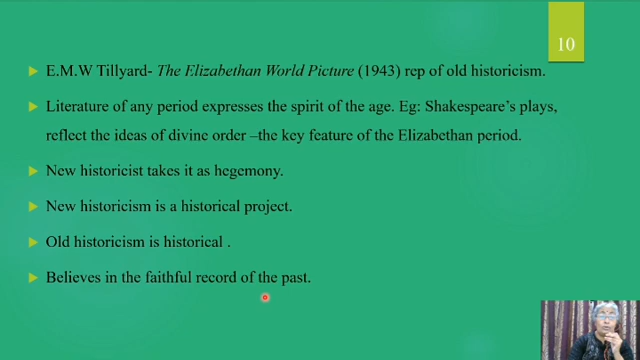 10
E.M.W Tillyard- The Elizabethan World Picture (1943) rep of old historicism.
Literature of any period expresses the spirit of the age. Eg: Shakespeare's plays,
reflect the ideas of divine order –the key feature of the Elizabethan period.
New historicist takes it as hegemony.
New historicism is a historical project.
Old historicism is historical .
Believes in the faithful record of the past.